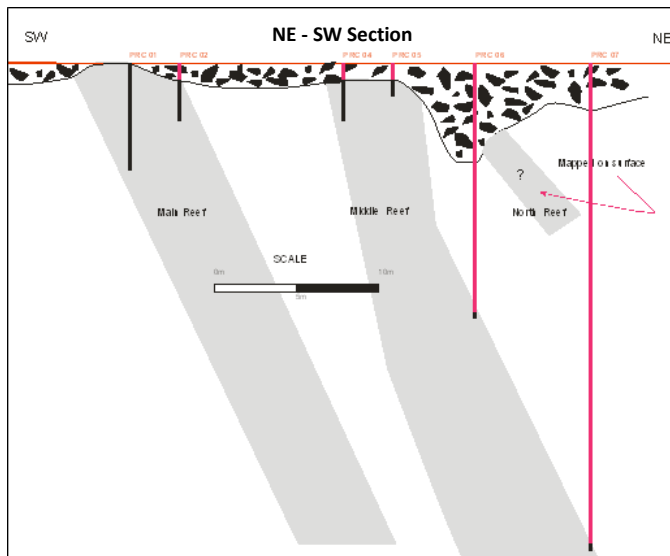 SW
NE - SW Section
NE
PRC 01
PRC 02
PRC 04
PRC 05
PRC 06
PRC 07
?
Mapped on surface
Main Reef
Middle Reef
North Reef
SCALE
0m
10m
5m